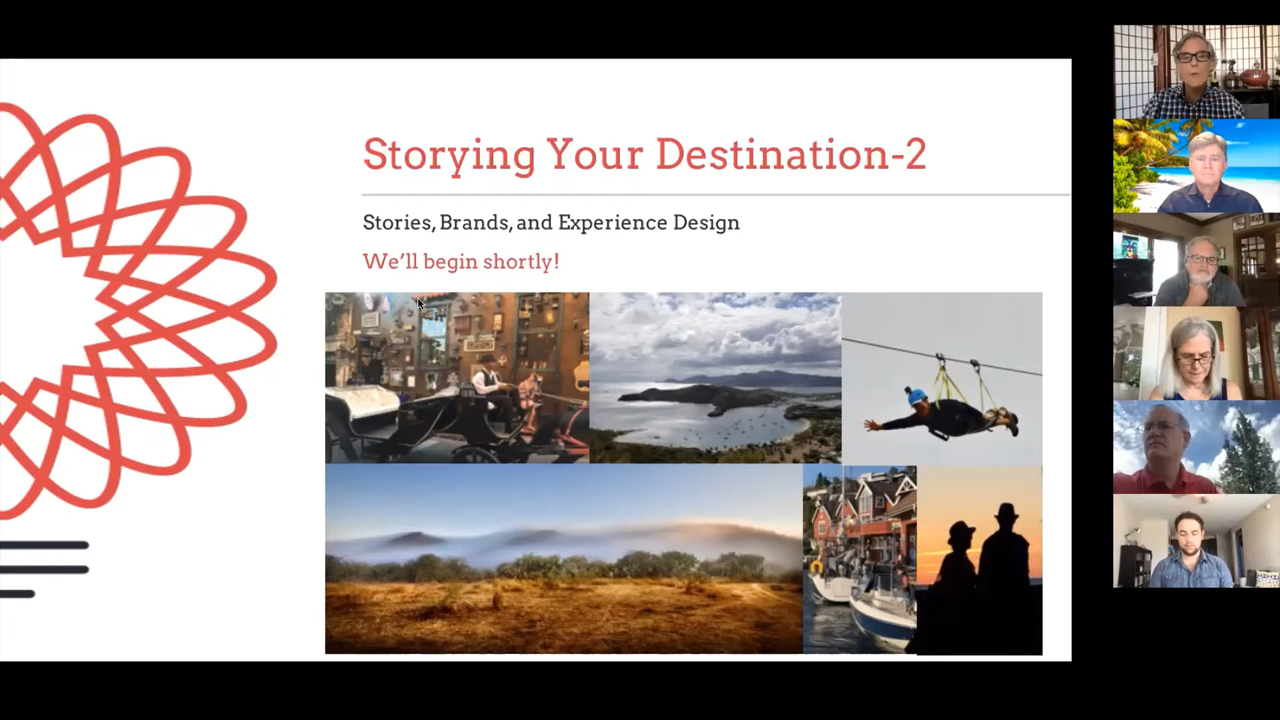 Storying Your Destination-2
Stories, Brands, and Experience Design
We'll begin shortly!